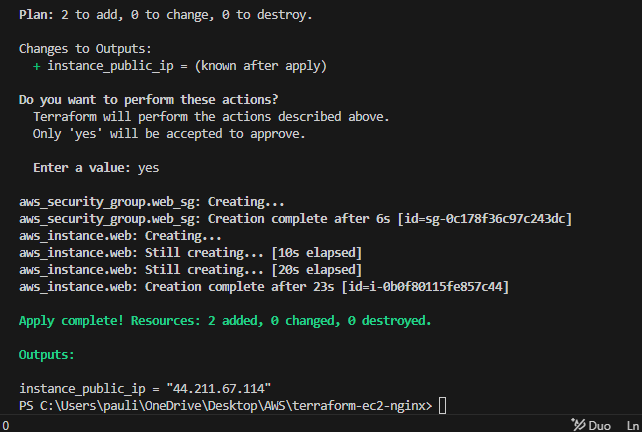 Plan: 2 to add, 0 to change, 0 to destroy.
Changes to Outputs:
+ instance_public_ip = (known after apply)
Do you want to perform these actions?
Terraform will perform the actions described above.
Only 'yes' will be accepted to approve.
Enter a value: yes
aws_security_group.web_sg: Creating...
aws_security_group.web_sg: Creation complete after 6s [id=sg-0c178f36c97c243dc]
aws_instance.web: Creating...
aws_instance.web: Still creating... [10s elapsed]
aws_instance.web: Still creating... [20s elapsed]
aws_instance.web: Creation complete after 23s [id=i-0b0f80115fe857c44]
Apply complete! Resources: 2 added, 0 changed, 0 destroyed.
Outputs:
instance_public_ip = "44.211.67.114"
PS C:\Users\pauli\OneDrive\Desktop\AWS\terraform-ec2-nginx>
0 Duo Ln